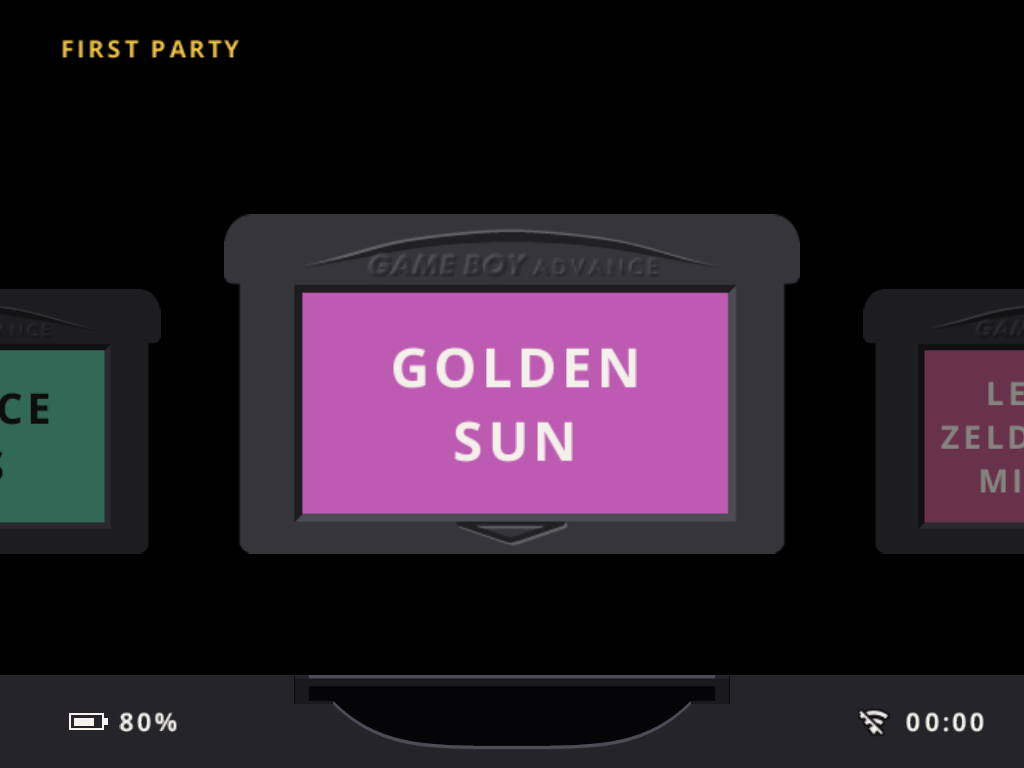 FIRST PARTY
GAME BOY ADVANCE
GOLDEN
SUN
80%
00:00